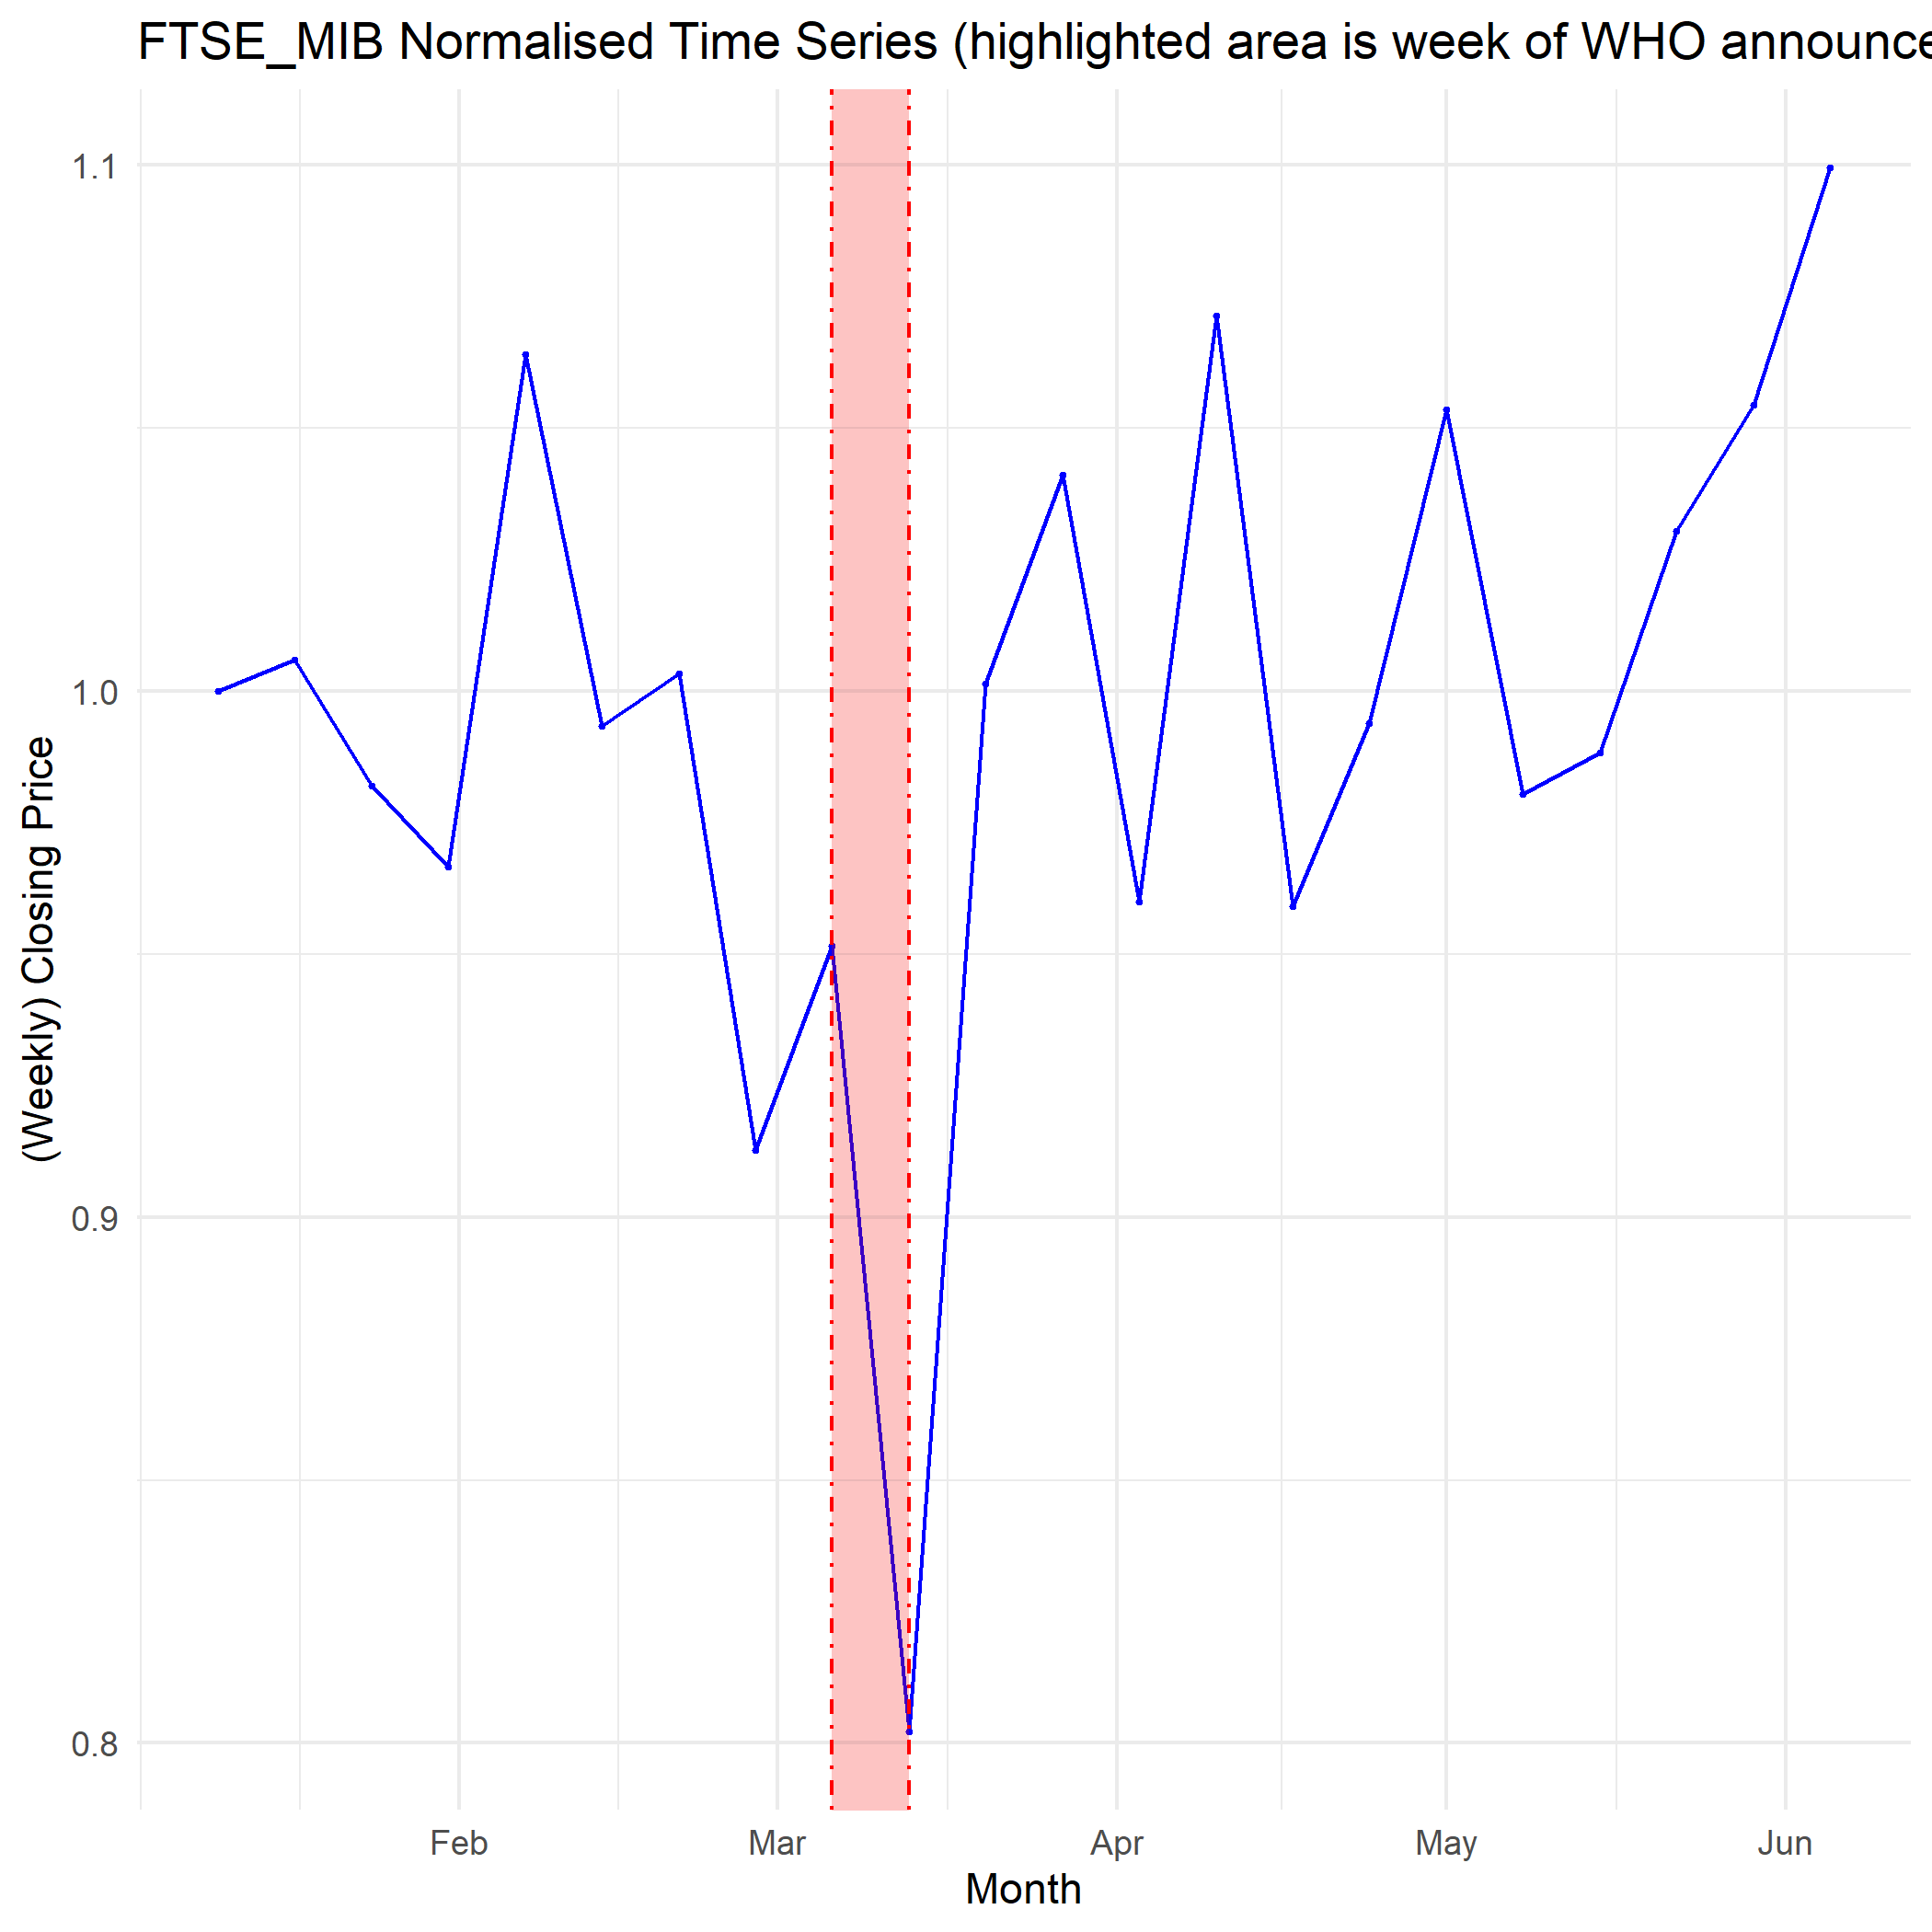 FTSE_MIB Normalised Time Series (highlighted area is week of WHO announce
(Weekly) Closing Price
1.1
1.0
0.9
0.8
Feb Mar Apr May Jun
Month